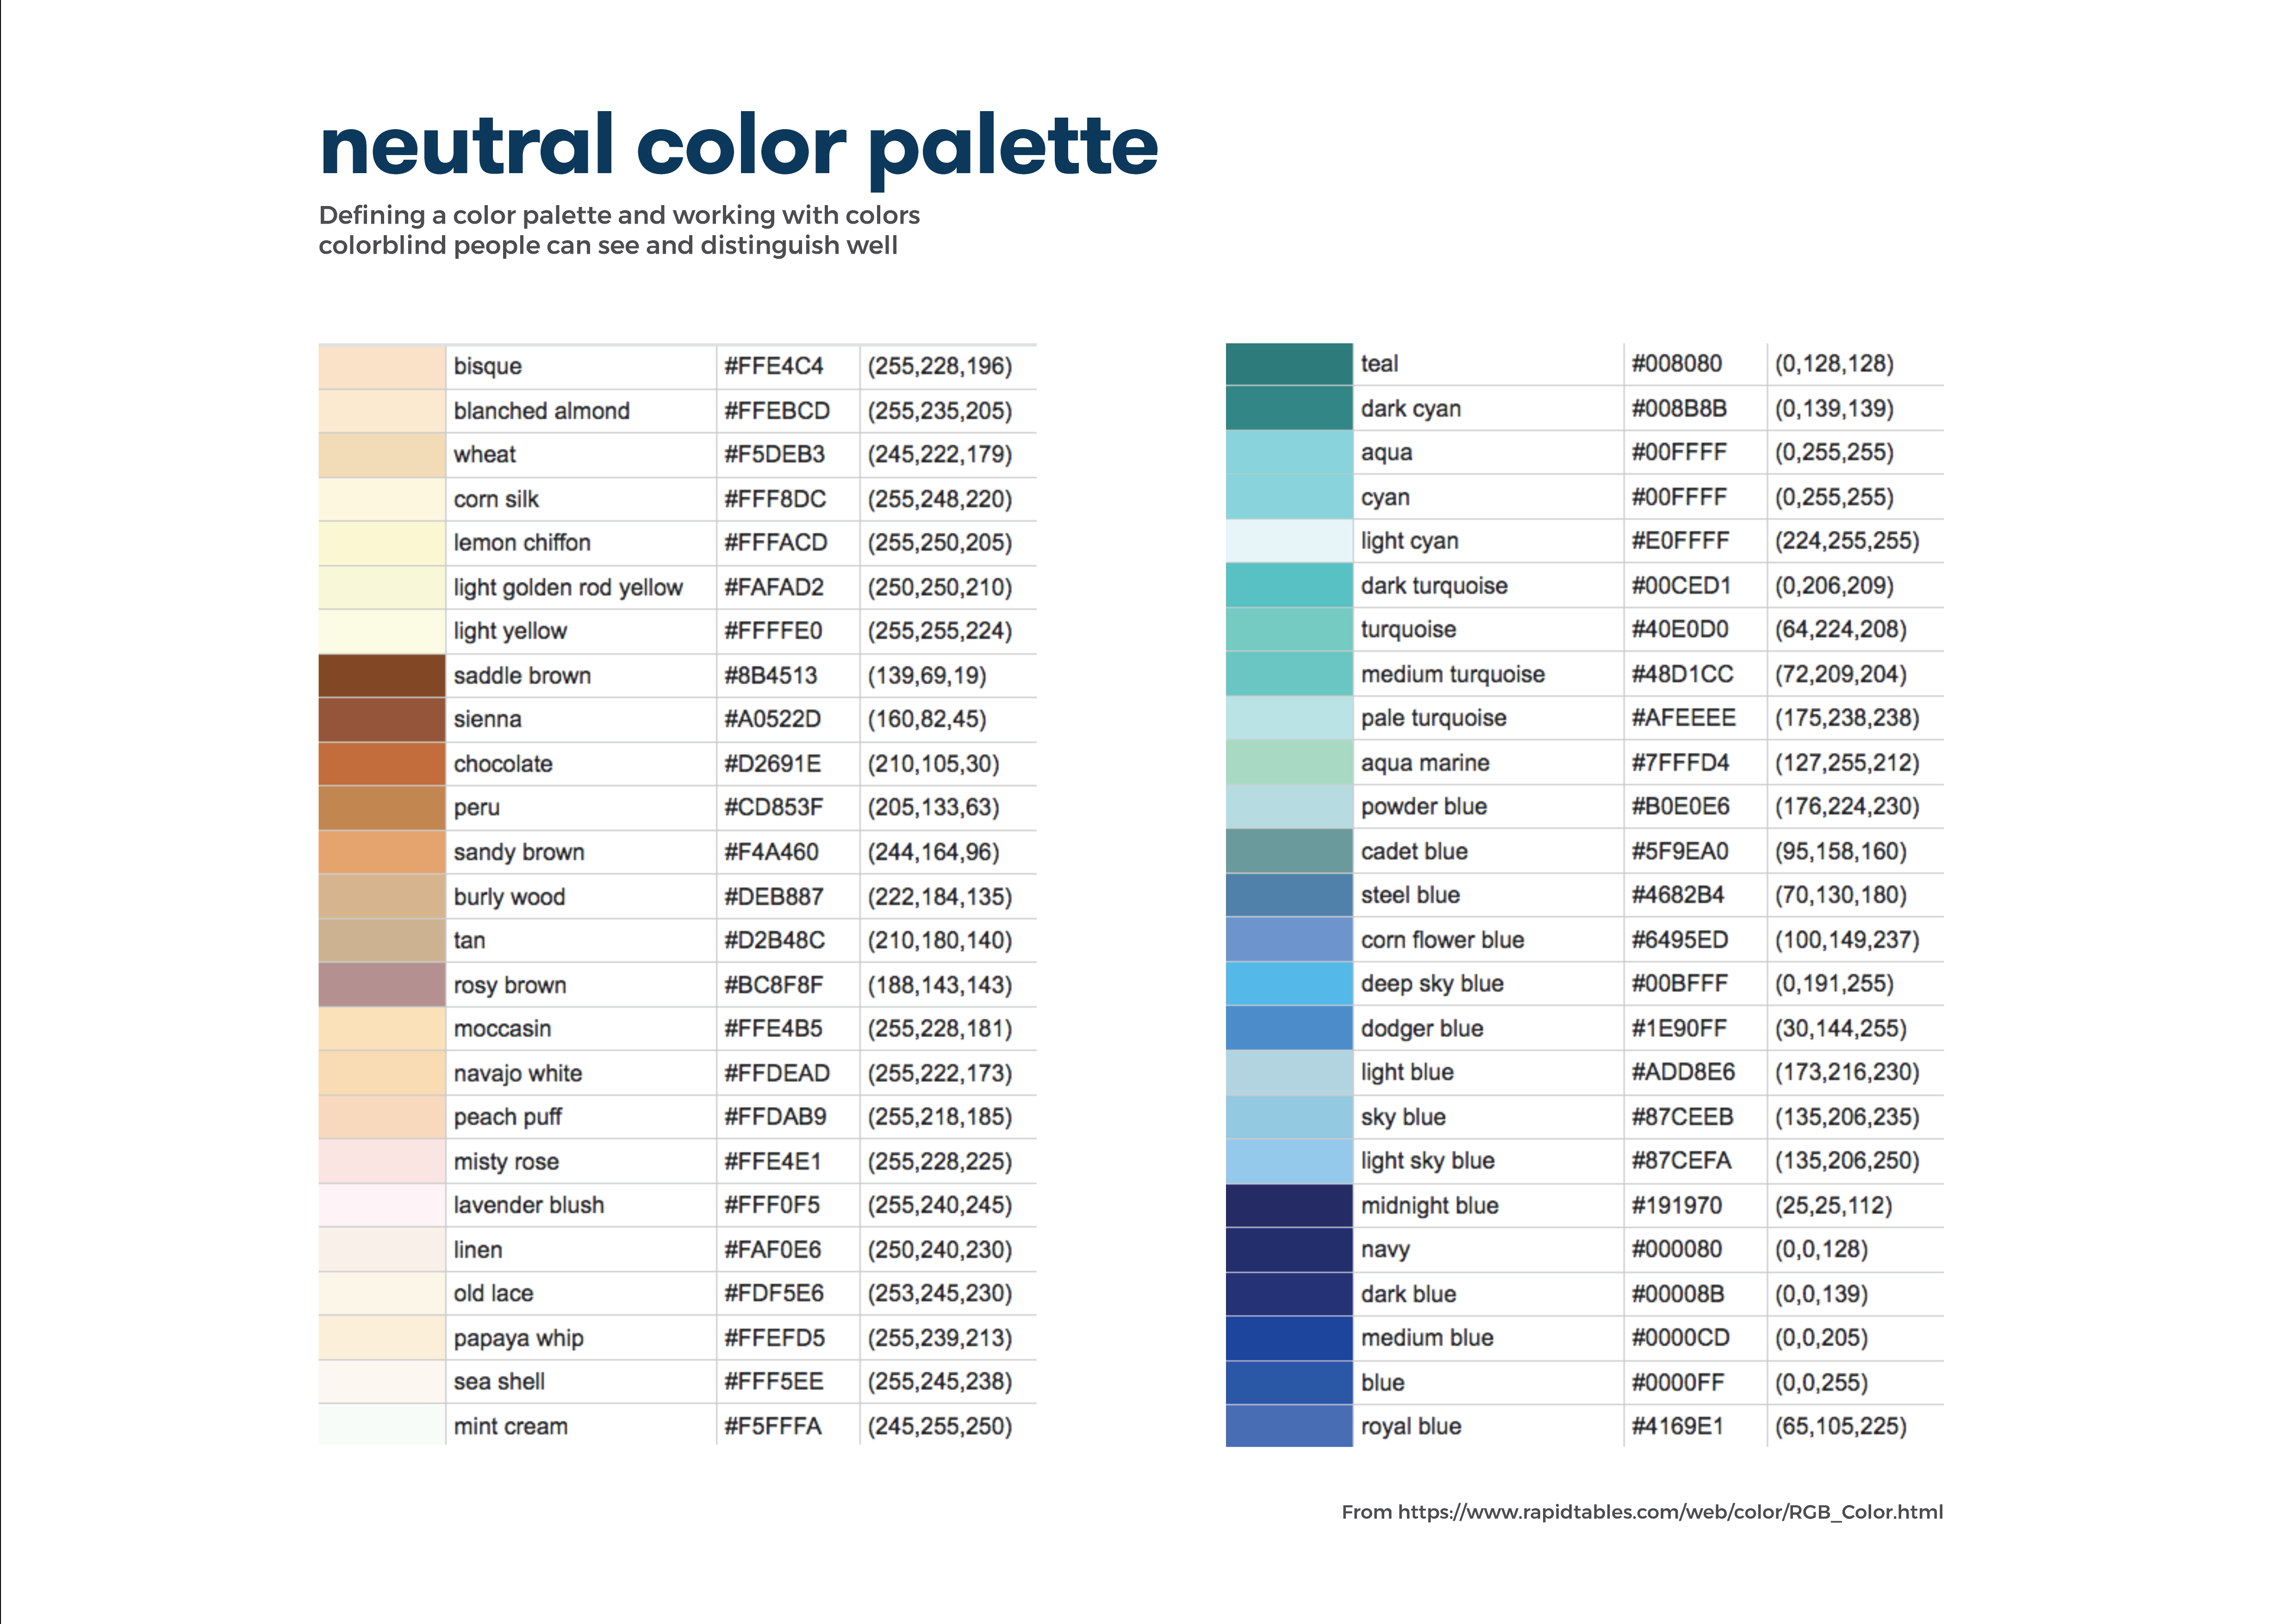 neutral color palette
Defining a color palette and working with colors
colorblind people can see and distinguish well
bisque #FFE4C4 (255,228,196)
blanched almond #FFEBCD (255,235,205)
wheat #F5DEB3 (245,222,179)
corn silk #FFF8DC (255,248,220)
lemon chiffon #FFFACD (255,250,205)
light golden rod yellow #FAFAD2 (250,250,210)
light yellow #FFFFE0 (255,255,224)
saddle brown #8B4513 (139,69,19)
sienna #A0522D (160,82,45)
chocolate #D2691E (210,105,30)
peru #CD853F (205,133,63)
sandy brown #F4A460 (244,164,96)
burly wood #DEB887 (222,184,135)
tan #D2B48C (210,180,140)
rosy brown #BC8F8F (188,143,143)
moccasin #FFE4B5 (255,228,181)
navajo white #FFDEAD (255,222,173)
peach puff #FFDAB9 (255,218,185)
misty rose #FFE4E1 (255,228,225)
lavender blush #FFF0F5 (255,240,245)
linen #FAF0E6 (250,240,230)
old lace #FDF5E6 (253,245,230)
papaya whip #FFEFD5 (255,239,213)
sea shell #FFF5EE (255,245,238)
mint cream #F5FFFA (245,255,250)
teal #008080 (0,128,128)
dark cyan #008B8B (0,139,139)
aqua #00FFFF (0,255,255)
cyan #00FFFF (0,255,255)
light cyan #E0FFFF (224,255,255)
dark turquoise #00CED1 (0,206,209)
turquoise #40E0D0 (64,224,208)
medium turquoise #48D1CC (72,209,204)
pale turquoise #AFEEEE (175,238,238)
aqua marine #7FFFD4 (127,255,212)
powder blue #B0E0E6 (176,224,230)
cadet blue #5F9EA0 (95,158,160)
steel blue #4682B4 (70,130,180)
corn flower blue #6495ED (100,149,237)
deep sky blue #00BFFF (0,191,255)
dodger blue #1E90FF (30,144,255)
light blue #ADD8E6 (173,216,230)
sky blue #87CEEB (135,206,235)
light sky blue #87CEFA (135,206,250)
midnight blue #191970 (25,25,112)
navy #000080 (0,0,128)
dark blue #00008B (0,0,139)
medium blue #0000CD (0,0,205)
blue #0000FF (0,0,255)
royal blue #4169E1 (65,105,225)
From https://www.rapidtables.com/web/color/RGB_Color.html